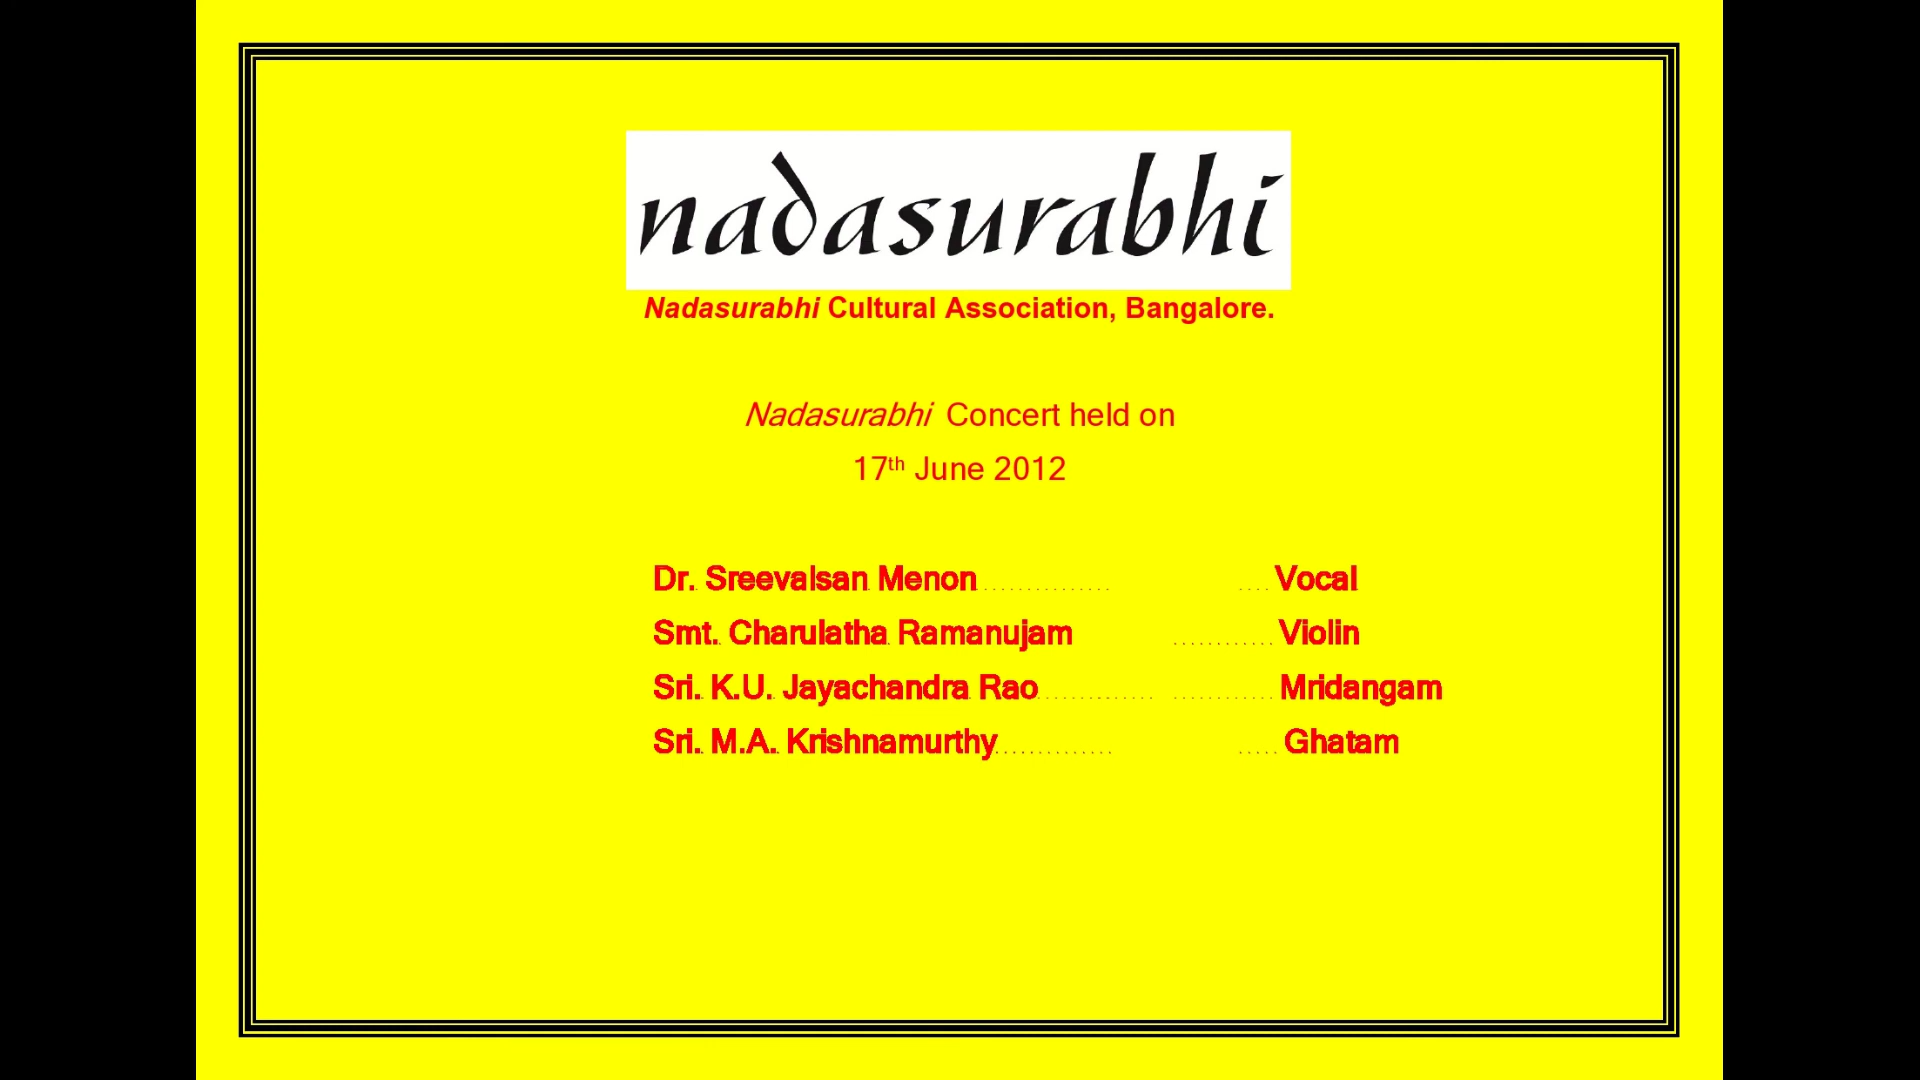 nadasurabhi
Nadasurabhi Cultural Association, Bangalore.
Nadasurabhi Concert held on
17th June 2012
Dr. Sreevalsan Menon ................... Vocal
Smt. Charulatha Ramanujam ............ Violin
Sri. K.U. Jayachandra Rao .......................... Mridangam
Sri. M.A. Krishnamurthy ................... Ghatam